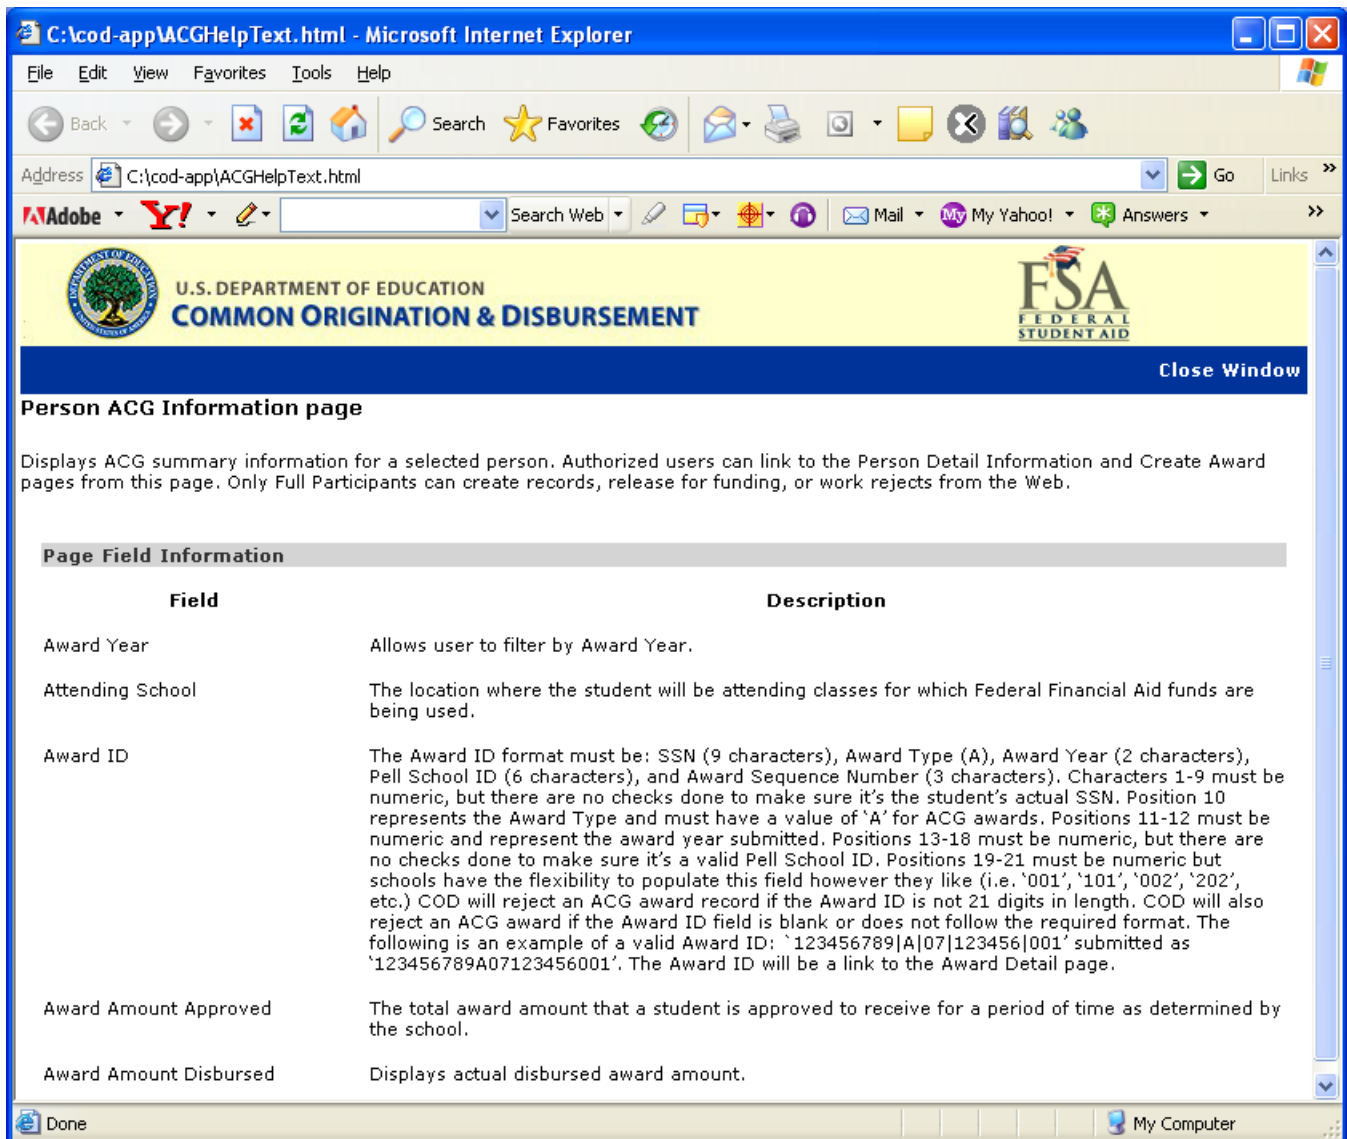 C:\cod-app\ACGHelpText.html - Microsoft Internet Explorer
File Edit View Favorites Tools Help
Back Search Favorites
Address C:\cod-app\ACGHelpText.html Go Links »
Adobe Y! Search Web Mail My My Yahoo! Answers »
U.S. DEPARTMENT OF EDUCATION
COMMON ORIGINATION & DISBURSEMENT
DEPARTMENT OF EDUCATION
UNITED STATES OF AMERICA
FSA
FEDERAL
STUDENT AID
Close Window
Person ACG Information page
Displays ACG summary information for a selected person. Authorized users can link to the Person Detail Information and Create Award
pages from this page. Only Full Participants can create records, release for funding, or work rejects from the Web.
Page Field Information
Field Description
Award Year Allows user to filter by Award Year.
Attending School The location where the student will be attending classes for which Federal Financial Aid funds are
being used.
Award ID The Award ID format must be: SSN (9 characters), Award Type (A), Award Year (2 characters),
Pell School ID (6 characters), and Award Sequence Number (3 characters). Characters 1-9 must be
numeric, but there are no checks done to make sure it’s the student’s actual SSN. Position 10
represents the Award Type and must have a value of ‘A’ for ACG awards. Positions 11-12 must be
numeric and represent the award year submitted. Positions 13-18 must be numeric, but there are
no checks done to make sure it’s a valid Pell School ID. Positions 19-21 must be numeric but
schools have the flexibility to populate this field however they like (i.e. ‘001’, ‘101’, ‘002’, ‘202’,
etc.) COD will reject an ACG award record if the Award ID is not 21 digits in length. COD will also
reject an ACG award if the Award ID field is blank or does not follow the required format. The
following is an example of a valid Award ID: `123456789|A|07|123456|001’ submitted as
‘123456789A07123456001’. The Award ID will be a link to the Award Detail page.
Award Amount Approved The total award amount that a student is approved to receive for a period of time as determined by
the school.
Award Amount Disbursed Displays actual disbursed award amount.
Done My Computer